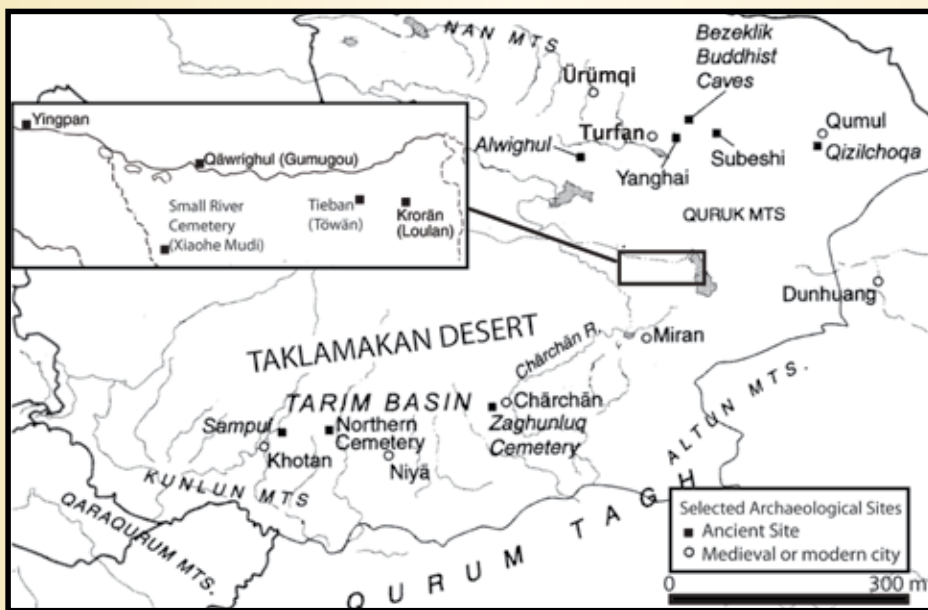 NAN MTS
Ürümqi
Bezeklik
Buddhist
Caves
Turfan
Alwighul
Yanghai
Subeshi
Qumul
Qizilchoqa
QURUK MTS
Yingpan
Qäwrighul (Gumugou)
Small River
Cemetery
(Xiaohe Mudi)
Tieban
(Töwän)
Krorän
(Loulan)
Dunhuang
Miran
TAKLAMAKAN DESERT
Chärchän R.
TARIM BASIN
Chärchän
Zaghunluq
Cemetery
Sampul
Northern
Cemetery
Khotan
Niyä
ALTUN MTS.
KUNLUN MTS
QARAQURUM MTS.
QURUM TAGH
Selected Archaeological Sites
Ancient Site
Medieval or modern city
0 300